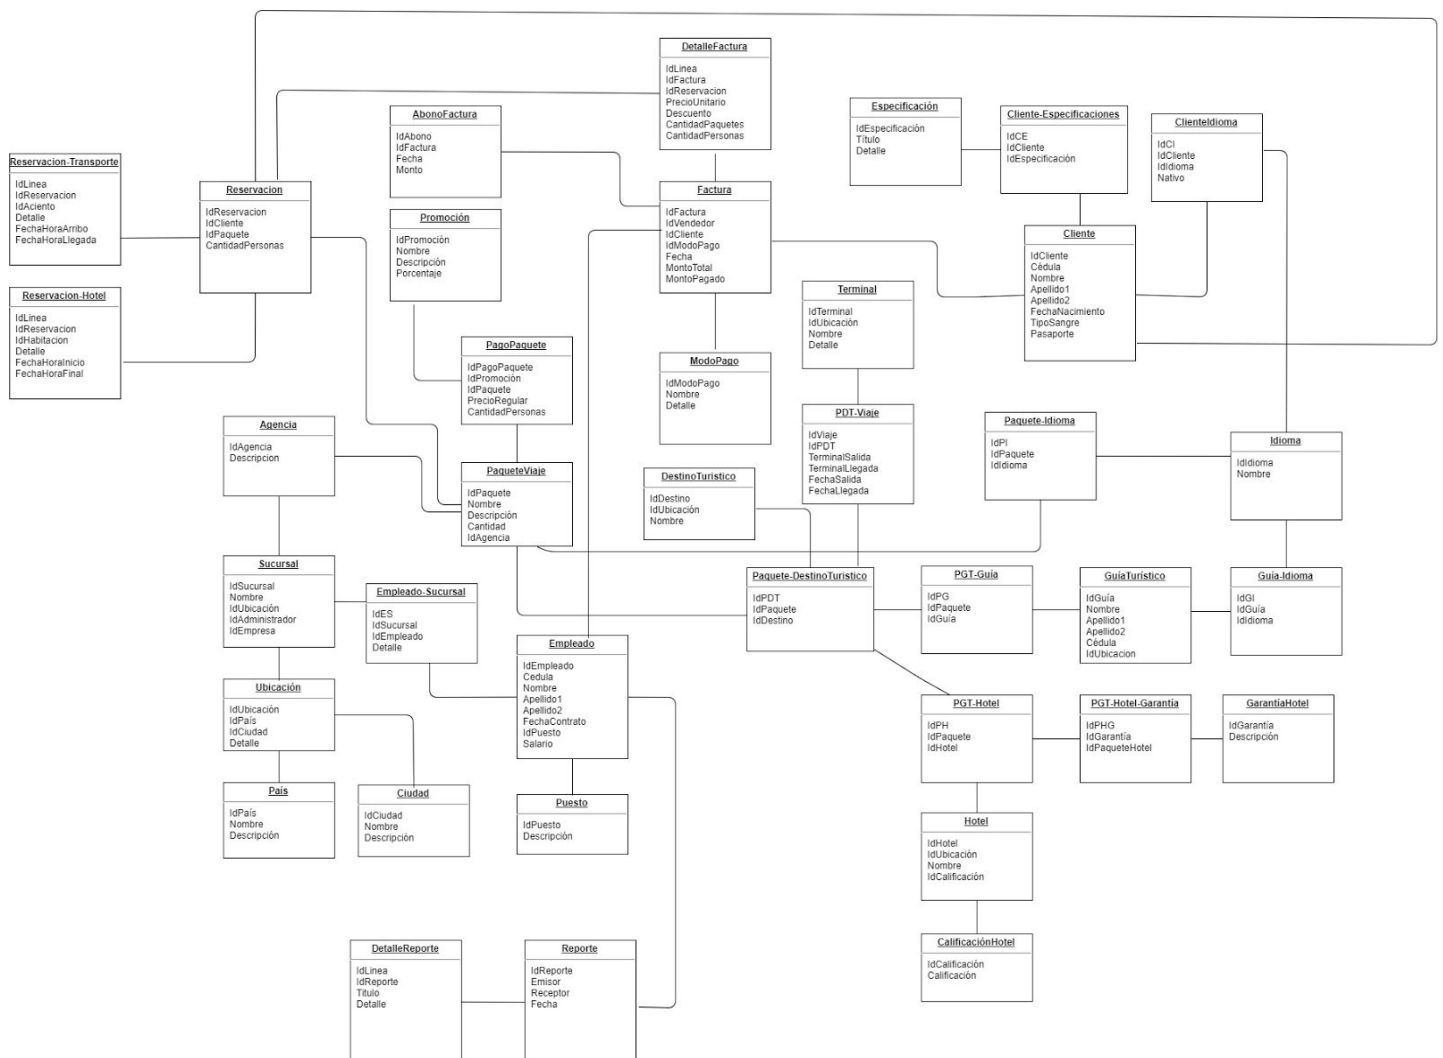 DetalleFactura
IdLinea
IdFactura
IdReservacion
PrecioUnitario
Descuento
CantidadPaquetes
CantidadPersonas
AbonoFactura
IdAbono
IdFactura
Fecha
Monto
Especificación
IdEspecificación
Título
Detalle
Cliente-Especificaciones
IdCE
IdCliente
IdEspecificación
ClienteIdioma
IdCI
IdCliente
IdIdioma
Nativo
Reservacion-Transporte
IdLinea
IdReservacion
IdAciento
Detalle
FechaHoraArribo
FechaHoraLlegada
Reservacion
IdReservacion
IdCliente
IdPaquete
CantidadPersonas
Promoción
IdPromoción
Nombre
Descripción
Porcentaje
Factura
IdFactura
IdVendedor
IdCliente
IdModoPago
Fecha
MontoTotal
MontoPagado
Cliente
IdCliente
Cédula
Nombre
Apellido1
Apellido2
FechaNacimiento
TipoSangre
Pasaporte
Reservacion-Hotel
IdLinea
IdReservacion
IdHabitacion
Detalle
FechaHoraInicio
FechaHoraFinal
Terminal
IdTerminal
IdUbicación
Nombre
Detalle
PagoPaquete
IdPagoPaquete
IdPromoción
IdPaquete
PrecioRegular
CantidadPersonas
ModoPago
IdModoPago
Nombre
Detalle
PDT-Viaje
IdViaje
IdPDT
TerminalSalida
TerminalLlegada
FechaSalida
FechaLlegada
Paquete-Idioma
IdPI
IdPaquete
IdIdioma
Idioma
IdIdioma
Nombre
Agencia
IdAgencia
Descripcion
PaqueteViaje
IdPaquete
Nombre
Descripción
Cantidad
IdAgencia
DestinoTuristico
IdDestino
IdUbicación
Nombre
Sucursal
IdSucursal
Nombre
IdUbicación
IdAdministrador
IdEmpresa
Empleado-Sucursal
IdES
IdSucursal
IdEmpleado
Detalle
Paquete-DestinoTuristico
IdPDT
IdPaquete
IdDestino
PGT-Guía
IdPG
IdPaquete
IdGuía
GuíaTurístico
IdGuía
Nombre
Apellido1
Apellido2
Cédula
IdUbicacion
Guía-Idioma
IdGI
IdGuía
IdIdioma
Empleado
IdEmpleado
Cedula
Nombre
Apellido1
Apellido2
FechaContrato
IdPuesto
Salario
Ubicación
IdUbicación
IdPaís
IdCiudad
Detalle
PGT-Hotel
IdPH
IdPaquete
IdHotel
PGT-Hotel-Garantía
IdPHG
IdGarantía
IdPaqueteHotel
GarantíaHotel
IdGarantía
Descripción
País
IdPaís
Nombre
Descripción
Ciudad
IdCiudad
Nombre
Descripción
Puesto
IdPuesto
Descripción
Hotel
IdHotel
IdUbicación
Nombre
IdCalificación
CalificaciónHotel
IdCalificación
Calificación
DetalleReporte
IdLinea
IdReporte
Título
Detalle
Reporte
IdReporte
Emisor
Receptor
Fecha